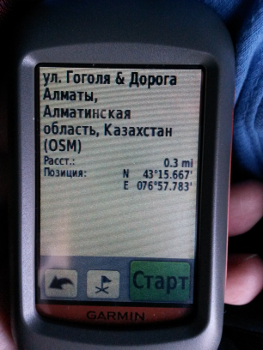 ул. Гоголя & Дорога
Алматы,
Алматинская
область, Казахстан
(OSM)
Расст.: 0.3 mi
Позиция: N 43°15.667'
E 076°57.783'
Старт
GARMIN